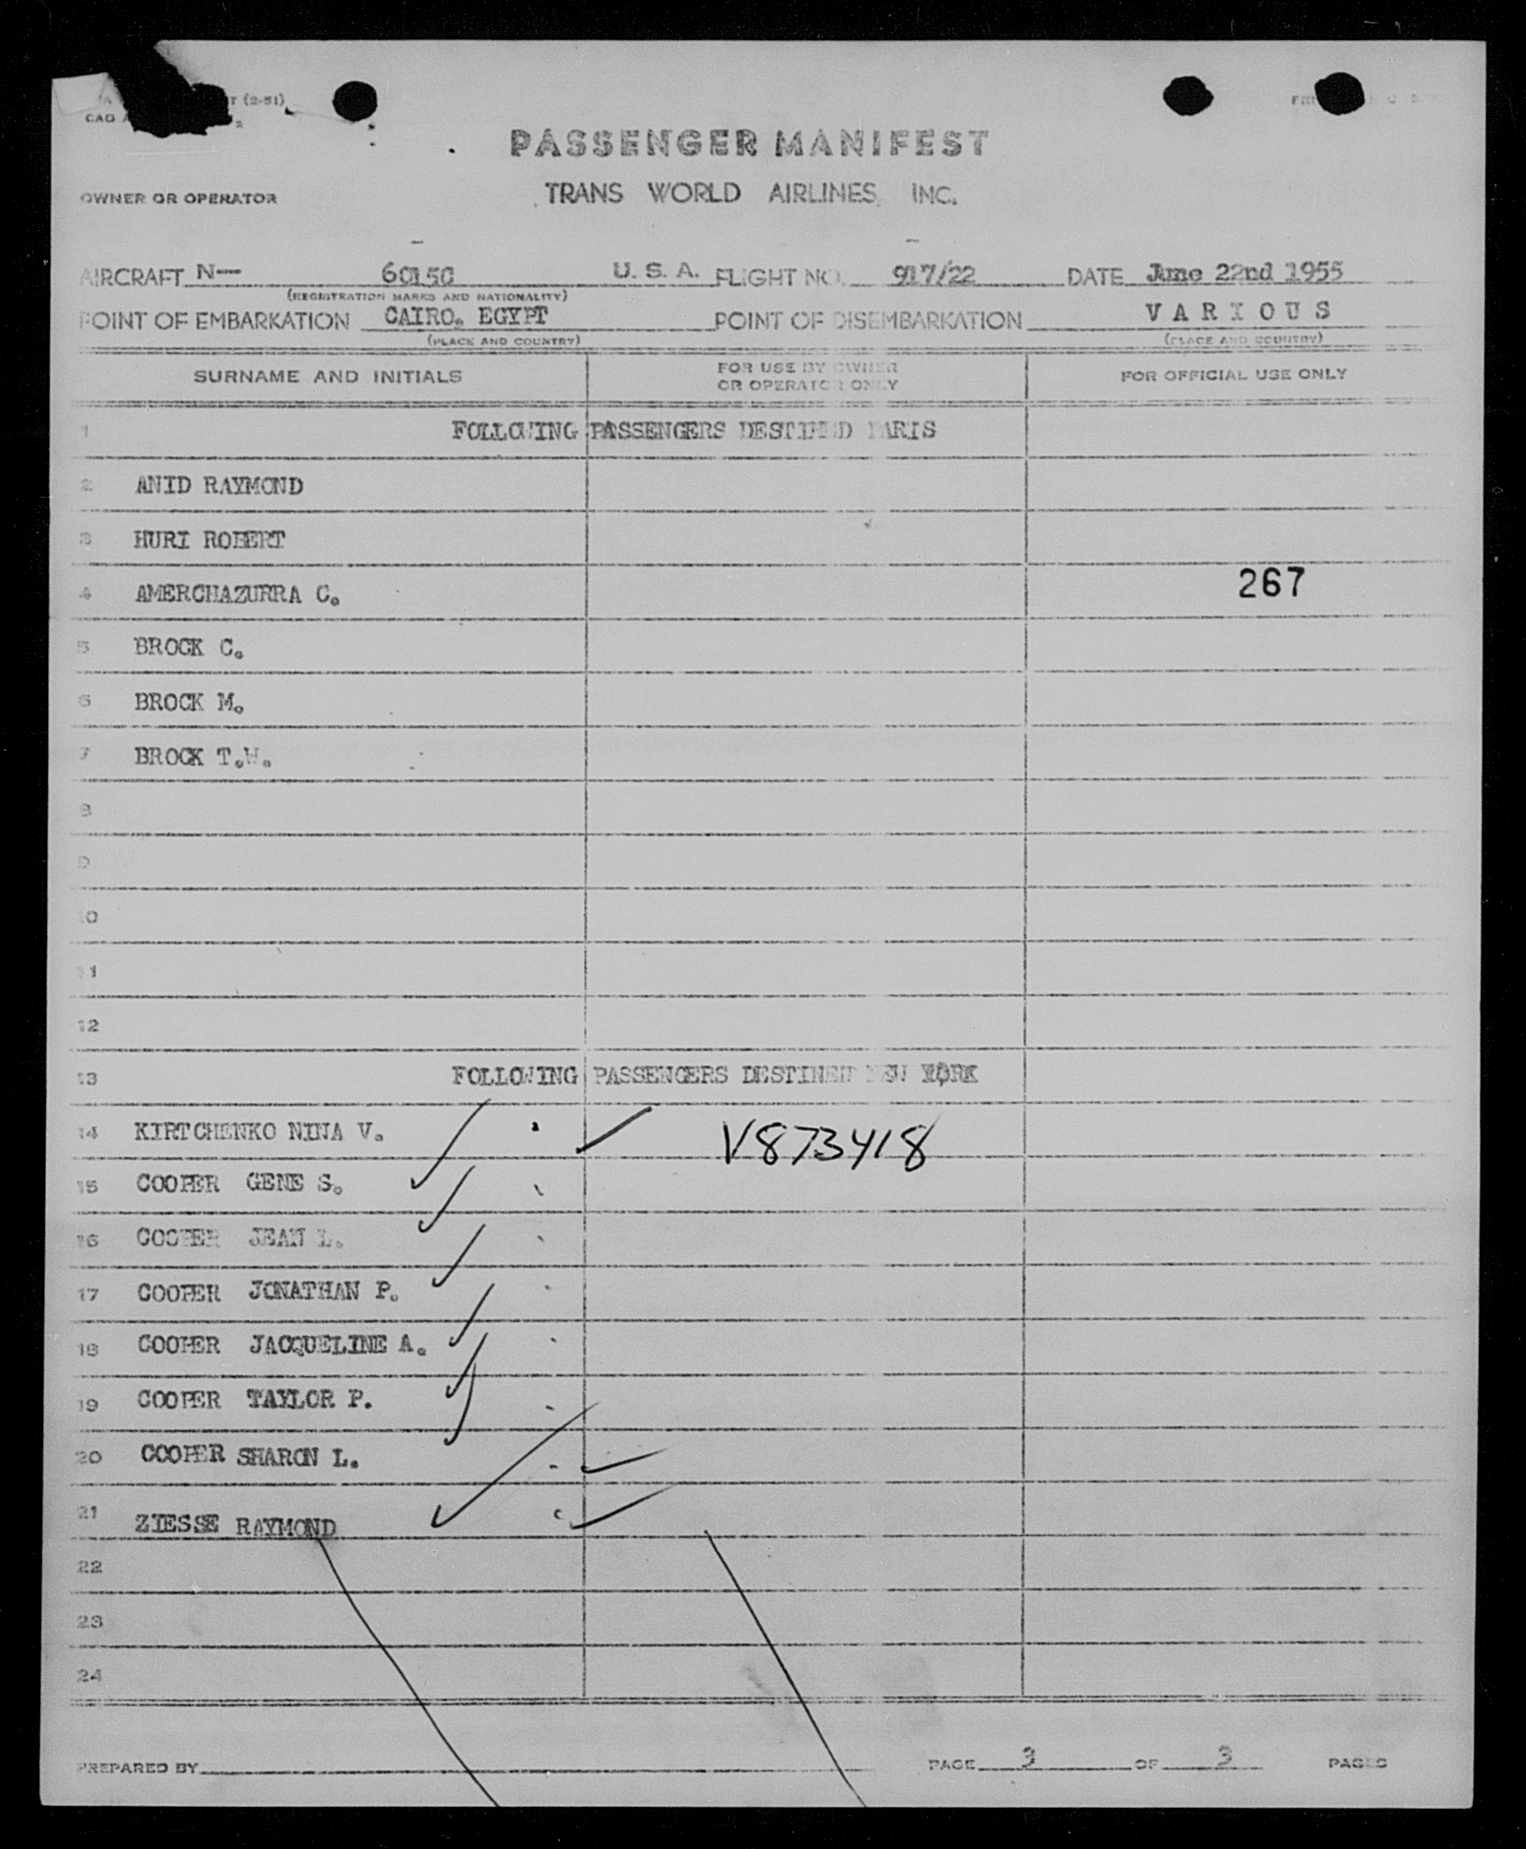 (2-51)
CAO
PASSENGER MANIFEST
OWNER OR OPERATOR TRANS WORLD AIRLINES, INC.
AIRCRAFT N— 6015C U. S. A. FLIGHT NO. 917/22 DATE June 22nd 1955
(REGISTRATION MARKS AND NATIONALITY)
POINT OF EMBARKATION CAIRO. EGYPT POINT OF DISEMBARKATION VARIOUS
(PLACE AND COUNTRY) (PLACE AND COUNTRY)
SURNAME AND INITIALS FOR USE BY OWNER OR OPERATOR ONLY FOR OFFICIAL USE ONLY
1 FOLLOWING PASSENGERS DESTINED PARIS
2 ANID RAYMOND
3 HURI ROBERT
4 AMERCHAZURRA C. 267
5 BROCK C.
6 BROCK M.
7 BROCK T.W.
8
9
10
11
12
13 FOLLOWING PASSENGERS DESTINED NEW YORK
14 KIRTCHENKO NINA V. V873418
15 COOPER GENE S.
16 COOPER JEAN L.
17 COOPER JONATHAN P.
18 COOPER JACQUELINE A.
19 COOPER TAYLOR P.
20 COOPER SHARON L.
21 ZIESSE RAYMOND
22
23
24
PREPARED BY PAGE 3 OF 3 PAGES